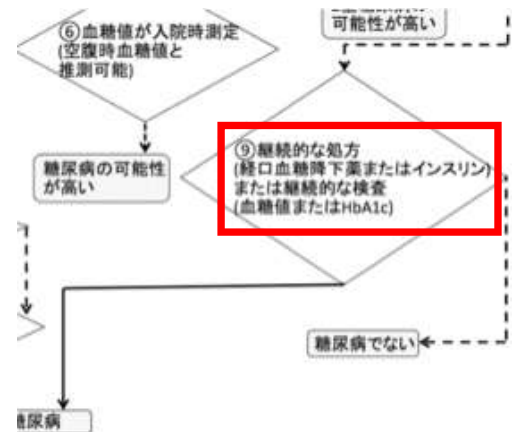 可能性が高い
⑥血糖値が入院時測定
(空腹時血糖値と
推測可能)
糖尿病の可能性
が高い
⑨継続的な処方
(経口血糖降下薬またはインスリン)
または継続的な検査
(血糖値またはHbA1c)
糖尿病でない
糖尿病